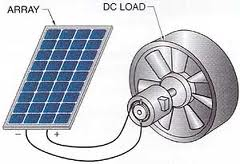 ARRAY
DC LOAD
– +